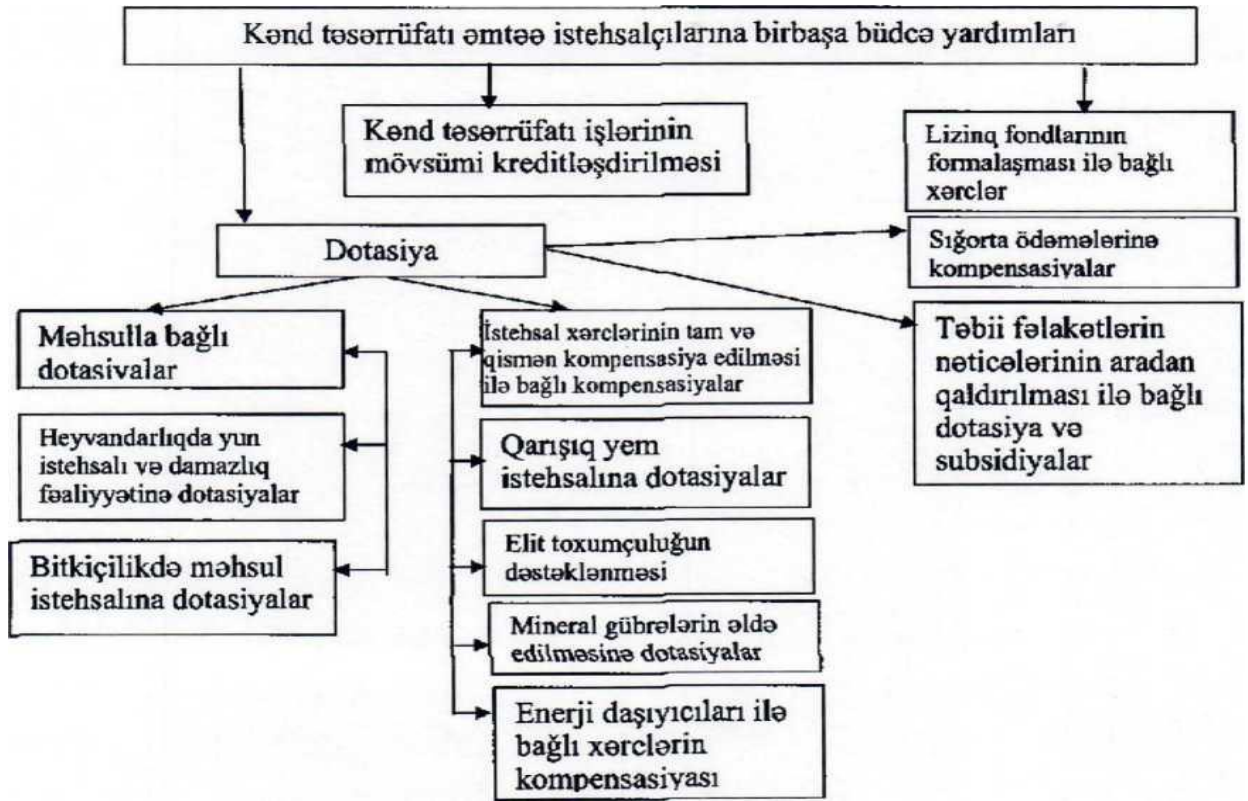 Kənd təsərrüfatı əmtəə istehsalçılarına birbaşa büdcə yardımları
Kənd təsərrüfatı işlərinin
mövsümi kreditləşdirilməsi
Lizinq fondlarının
formalaşması ilə bağlı
xərclər
Dotasiya
Sığorta ödəmələrinə
kompensasiyalar
Məhsulla bağlı
dotasivalar
İstehsal xərclərinin tam və
qismən kompensasiya edilməsi
ilə bağlı kompensasiyalar
Təbii fəlakətlərin
nəticələrinin aradan
qaldırılması ilə bağlı
dotasiya və
subsidiyalar
Heyvandarlıqda yun
istehsalı və damazlıq
fəaliyyətinə dotasiyalar
Qarışıq yem
istehsalına dotasiyalar
Bitkiçilikdə məhsul
istehsalına dotasiyalar
Elit toxumçuluğun
dəstəklənməsi
Mineral gübrələrin əldə
edilməsinə dotasiyalar
Enerji daşıyıcıları ilə
bağlı xərclərin
kompensasiyası